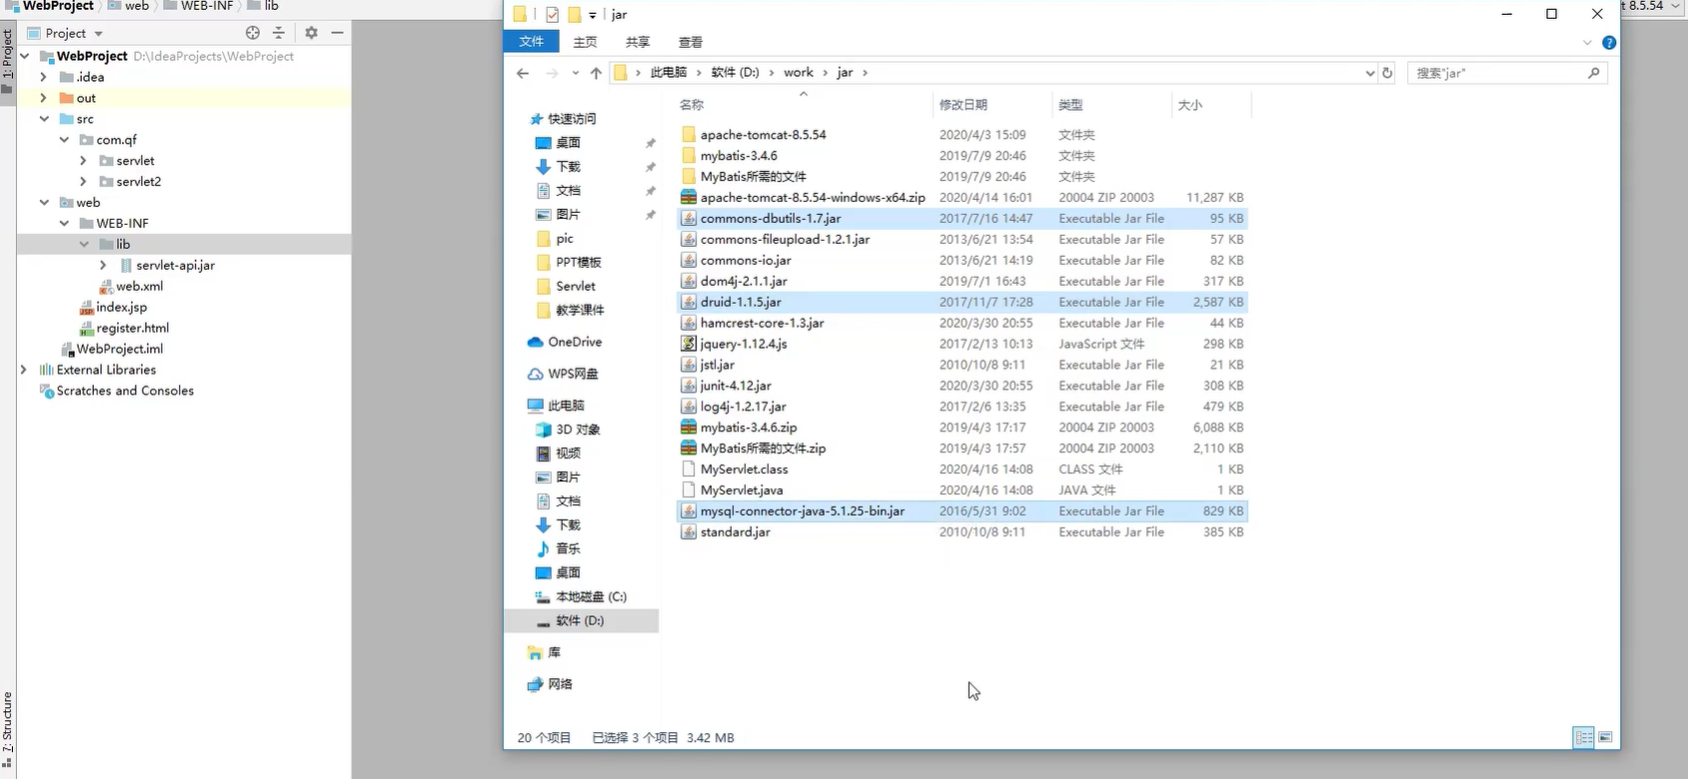 WebProject web WEB-INF lib
1: Project
7: Structure
Project
WebProject D:\IdeaProjects\WebProject
.idea
out
src
com.qf
servlet
servlet2
web
WEB-INF
lib
servlet-api.jar
web.xml
index.jsp
register.html
WebProject.iml
External Libraries
Scratches and Consoles
t 8.5.54
jar
文件 主页 共享 查看
此电脑 软件 (D:) work jar
搜索"jar"
快速访问
桌面
下载
文档
图片
pic
PPT模板
Servlet
教学课件
OneDrive
WPS网盘
此电脑
3D 对象
视频
图片
文档
下载
音乐
桌面
本地磁盘 (C:)
软件 (D:)
库
网络
名称 修改日期 类型 大小
apache-tomcat-8.5.54 2020/4/3 15:09 文件夹
mybatis-3.4.6 2019/7/9 20:46 文件夹
MyBatis所需的文件 2019/7/9 20:46 文件夹
apache-tomcat-8.5.54-windows-x64.zip 2020/4/14 16:01 20004 ZIP 20003 11,287 KB
commons-dbutils-1.7.jar 2017/7/16 14:47 Executable Jar File 95 KB
commons-fileupload-1.2.1.jar 2013/6/21 13:54 Executable Jar File 57 KB
commons-io.jar 2013/6/21 14:19 Executable Jar File 82 KB
dom4j-2.1.1.jar 2019/7/1 16:43 Executable Jar File 317 KB
druid-1.1.5.jar 2017/11/7 17:28 Executable Jar File 2,587 KB
hamcrest-core-1.3.jar 2020/3/30 20:55 Executable Jar File 44 KB
jquery-1.12.4.js 2017/2/13 10:13 JavaScript 文件 298 KB
jstl.jar 2010/10/8 9:11 Executable Jar File 21 KB
junit-4.12.jar 2020/3/30 20:55 Executable Jar File 308 KB
log4j-1.2.17.jar 2017/2/6 13:35 Executable Jar File 479 KB
mybatis-3.4.6.zip 2019/4/3 17:17 20004 ZIP 20003 6,088 KB
MyBatis所需的文件.zip 2019/4/3 17:57 20004 ZIP 20003 2,110 KB
MyServlet.class 2020/4/16 14:08 CLASS 文件 1 KB
MyServlet.java 2020/4/16 14:08 JAVA 文件 1 KB
mysql-connector-java-5.1.25-bin.jar 2016/5/31 9:02 Executable Jar File 829 KB
standard.jar 2010/10/8 9:11 Executable Jar File 385 KB
20 个项目 已选择 3 个项目 3.42 MB